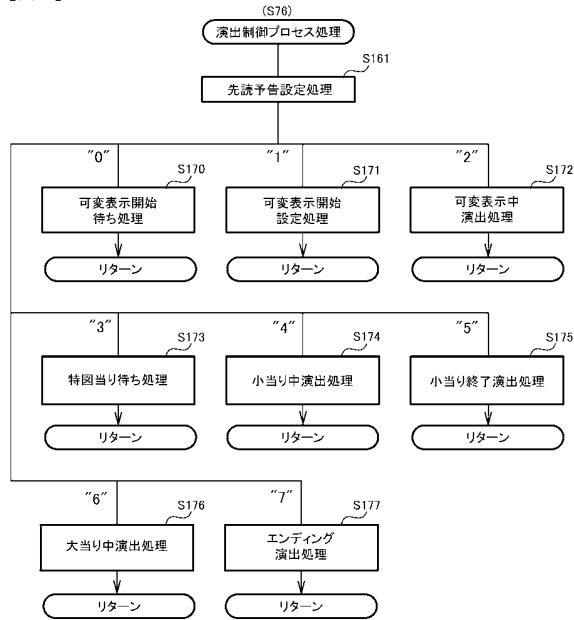 (S76)
演出制御プロセス処理
S161
先読予告設定処理
"0"
"1"
"2"
S170
S171
S172
可変表示開始
待ち処理
可変表示開始
設定処理
可変表示中
演出処理
リターン
リターン
リターン
"3"
"4"
"5"
S173
S174
S175
特図当り待ち処理
小当り中演出処理
小当り終了演出処理
リターン
リターン
リターン
"6"
"7"
S176
S177
大当り中演出処理
エンディング
演出処理
リターン
リターン